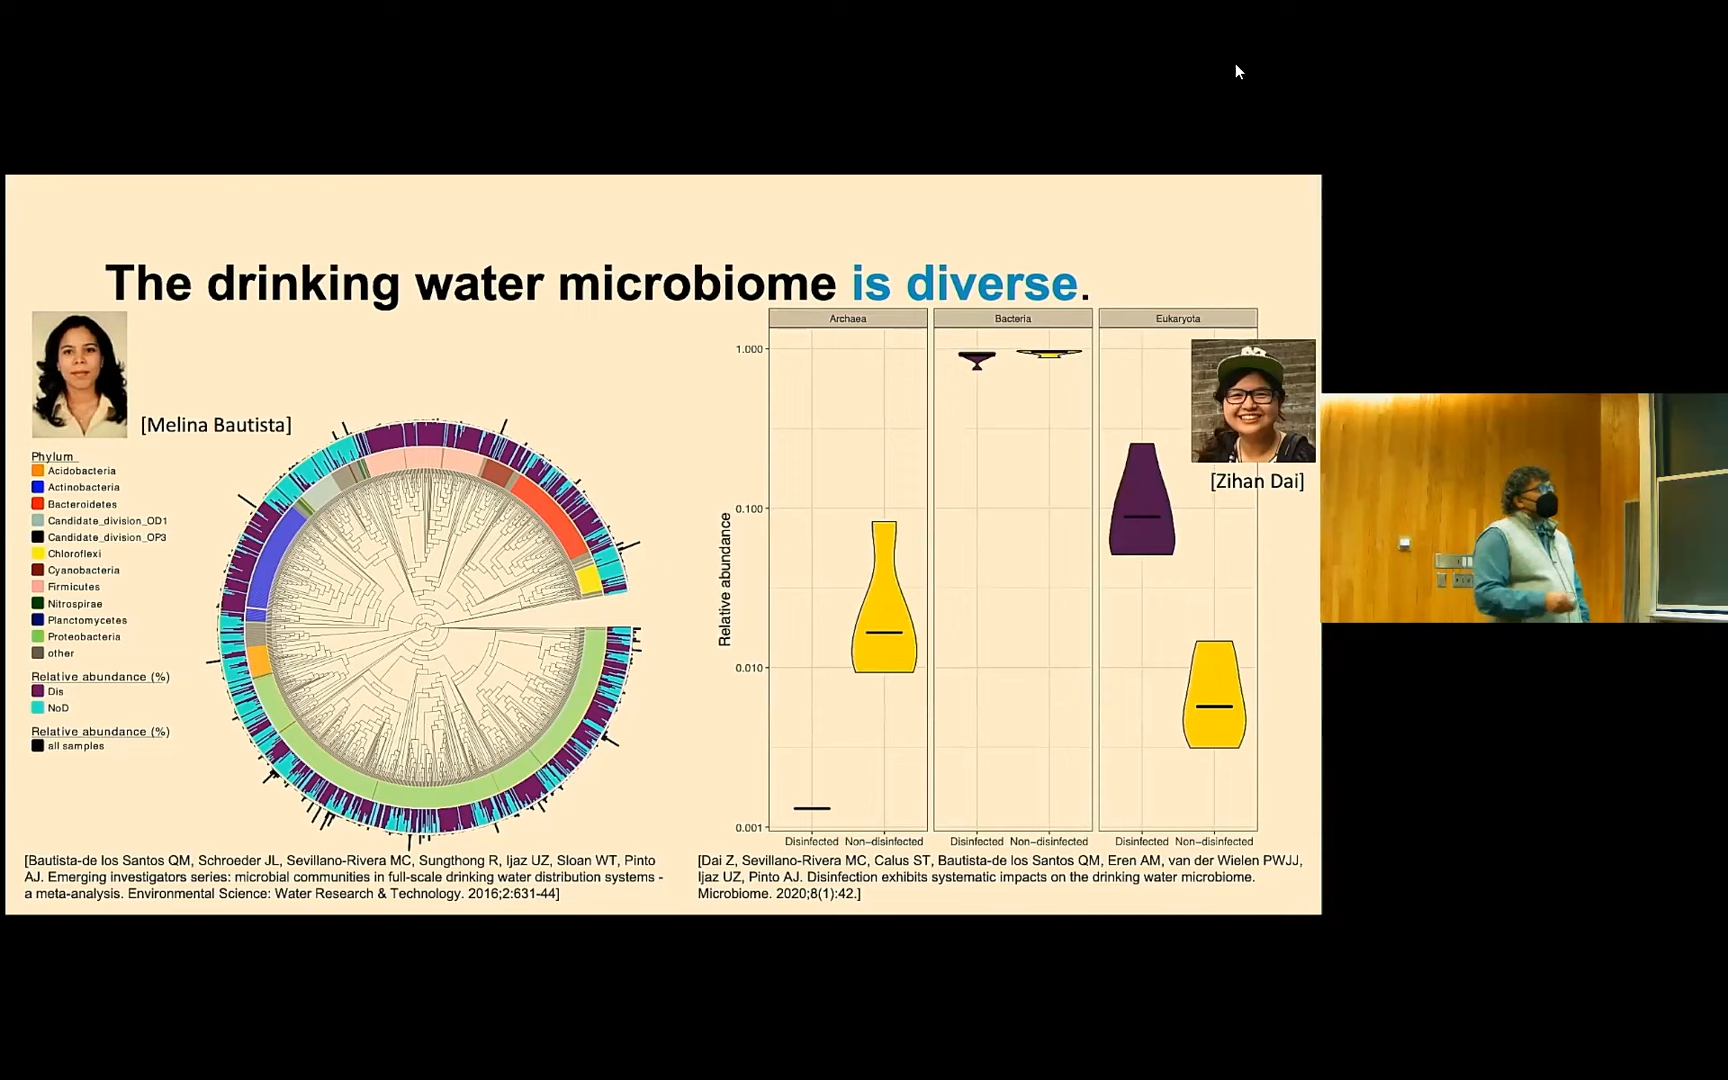 The drinking water microbiome is diverse.
[Melina Bautista]
Phylum
Acidobacteria
Actinobacteria
Bacteroidetes
Candidate_division_OD1
Candidate_division_OP3
Chloroflexi
Cyanobacteria
Firmicutes
Nitrospirae
Planctomycetes
Proteobacteria
other
Relative abundance (%)
Dis
NoD
Relative abundance (%)
all samples
[Bautista-de los Santos QM, Schroeder JL, Sevillano-Rivera MC, Sungthong R, Ijaz UZ, Sloan WT, Pinto
AJ. Emerging investigators series: microbial communities in full-scale drinking water distribution systems -
a meta-analysis. Environmental Science: Water Research & Technology. 2016;2:631-44]
Archaea
Bacteria
Eukaryota
Relative abundance
1.000
0.100
0.010
0.001
Disinfected Non-disinfected
Disinfected Non-disinfected
Disinfected Non-disinfected
[Zihan Dai]
[Dai Z, Sevillano-Rivera MC, Calus ST, Bautista-de los Santos QM, Eren AM, van der Wielen PWJJ,
Ijaz UZ, Pinto AJ. Disinfection exhibits systematic impacts on the drinking water microbiome.
Microbiome. 2020;8(1):42.]